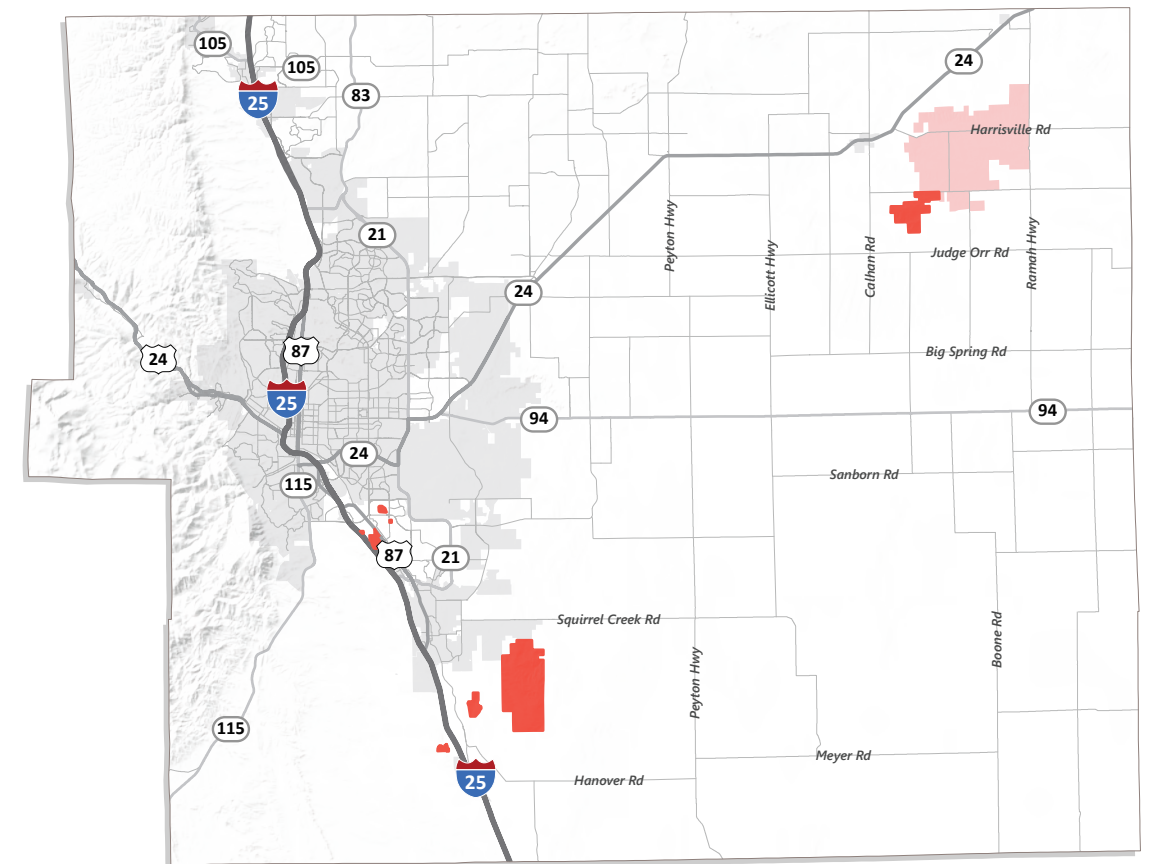 105
24
105
25
83
Harrisville Rd
21
Peyton Hwy
Ellicott Hwy
Calhan Rd
Judge Orr Rd
Ramah Hwy
24
87
24
Big Spring Rd
25
94
94
24
Sanborn Rd
115
87
21
Squirrel Creek Rd
Boone Rd
Peyton Hwy
115
Meyer Rd
25
Hanover Rd